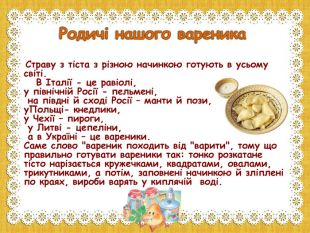 Родичі нашого вареника
Страву з тіста з різною начинкою готують в усьому
світі.
В Італії - це равіолі,
у північній Росії - пельмені,
на півдні й сході Росії – манти й пози,
уПольщі- кнедлики,
у Чехії – пироги,
у Литві - цепеліни,
а в Україні - це вареники.
Саме слово "вареник походить від "варити", тому що
правильно готувати вареники так: тонко розкатане
тісто нарізається кружечками, квадратами, овалами,
трикутниками, а потім, заповнені начинкою й зліплені
по краях, вироби варять у киплячій воді.